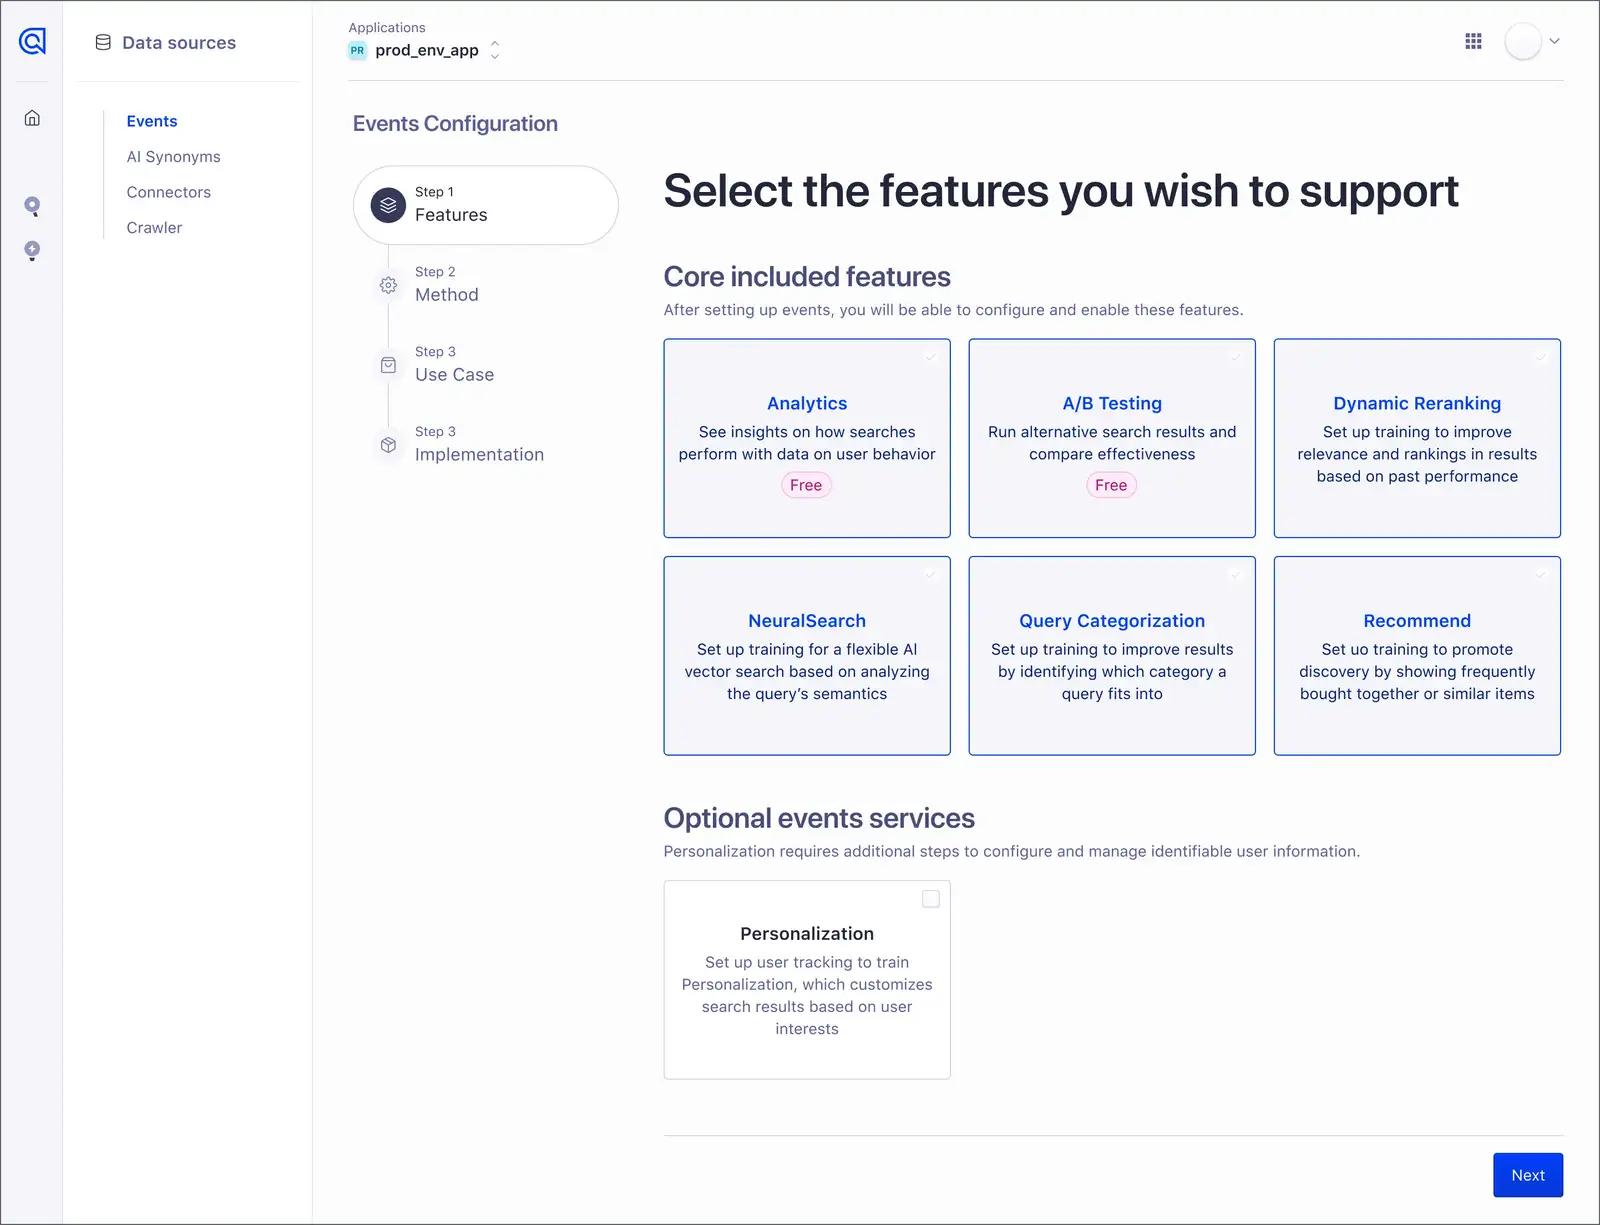 Data sources
Events
AI Synonyms
Connectors
Crawler
Applications
PR prod_env_app
Events Configuration
Step 1
Features
Step 2
Method
Step 3
Use Case
Step 3
Implementation
Select the features you wish to support
Core included features
After setting up events, you will be able to configure and enable these features.
Analytics
See insights on how searches
perform with data on user behavior
Free
A/B Testing
Run alternative search results and
compare effectiveness
Free
Dynamic Reranking
Set up training to improve
relevance and rankings in results
based on past performance
NeuralSearch
Set up training for a flexible AI
vector search based on analyzing
the query’s semantics
Query Categorization
Set up training to improve results
by identifying which category a
query fits into
Recommend
Set uo training to promote
discovery by showing frequently
bought together or similar items
Optional events services
Personalization requires additional steps to configure and manage identifiable user information.
Personalization
Set up user tracking to train
Personalization, which customizes
search results based on user
interests
Next